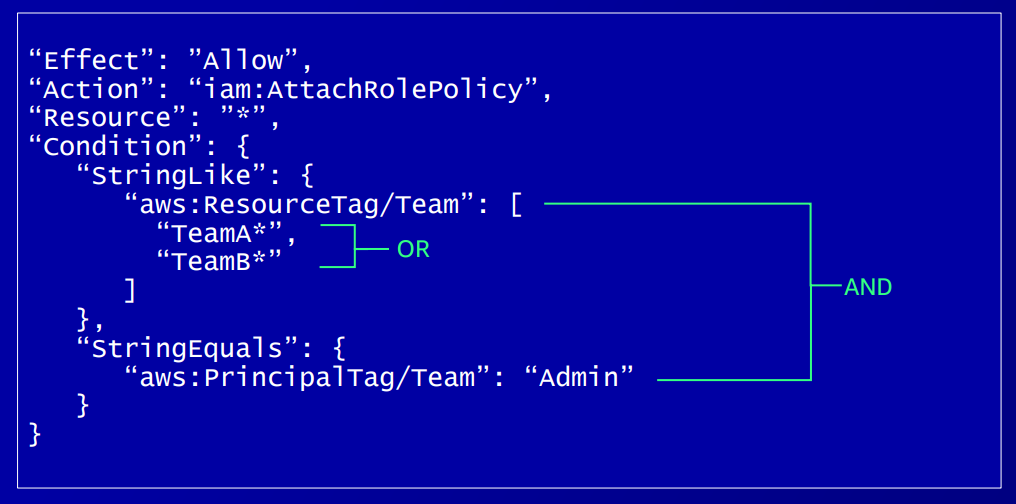 “Effect”: ”Allow”,
“Action”: “iam:AttachRolePolicy”,
“Resource”: ”*”,
“Condition”: {
“StringLike”: {
“aws:ResourceTag/Team”: [
“TeamA*”,
OR
“TeamB*”
AND
]
},
“StringEquals”: {
“aws:PrincipalTag/Team”: “Admin”
}
}